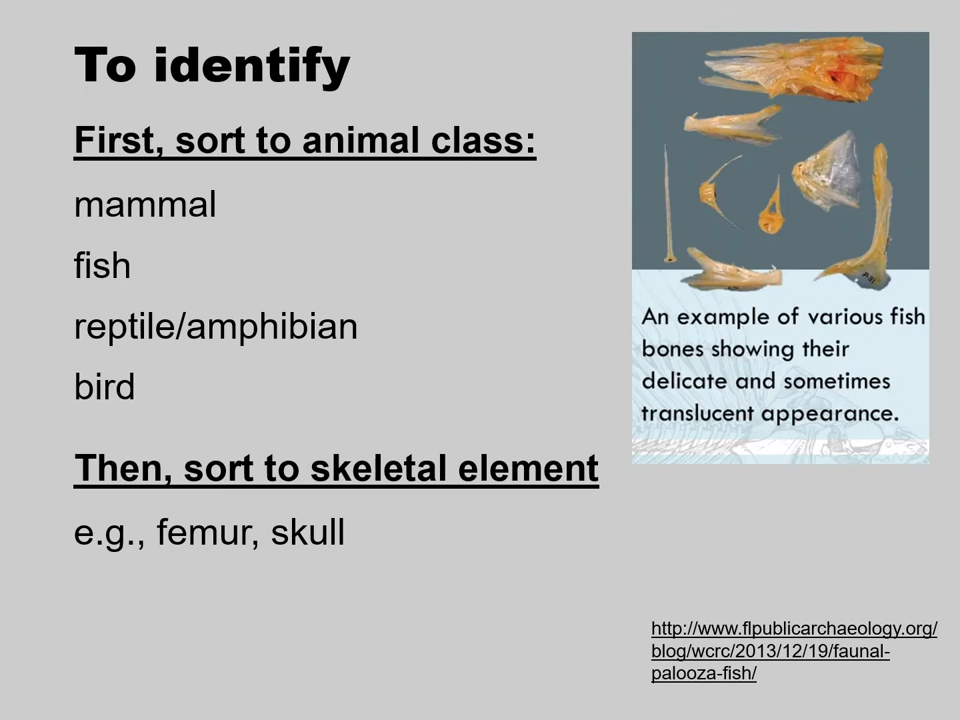 To identify
First, sort to animal class:
mammal
fish
reptile/amphibian
bird
Then, sort to skeletal element
e.g., femur, skull
An example of various fish
bones showing their
delicate and sometimes
translucent appearance.
http://www.flpublicarchaeology.org/
blog/wcrc/2013/12/19/faunal-
palooza-fish/